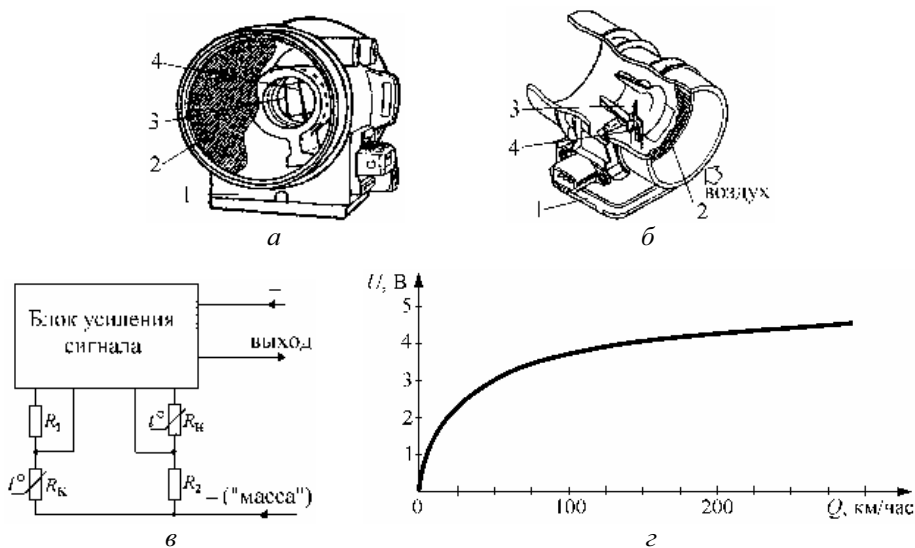 4
3
2
1
а
3
4
1
воздух
2
б
Блок усиления
сигнала
–
выход
R₁
t° Rн
t° Rк
R₂
– ("масса")
в
U, В
5
4
3
2
1
0
100
200
Q, км/час
г